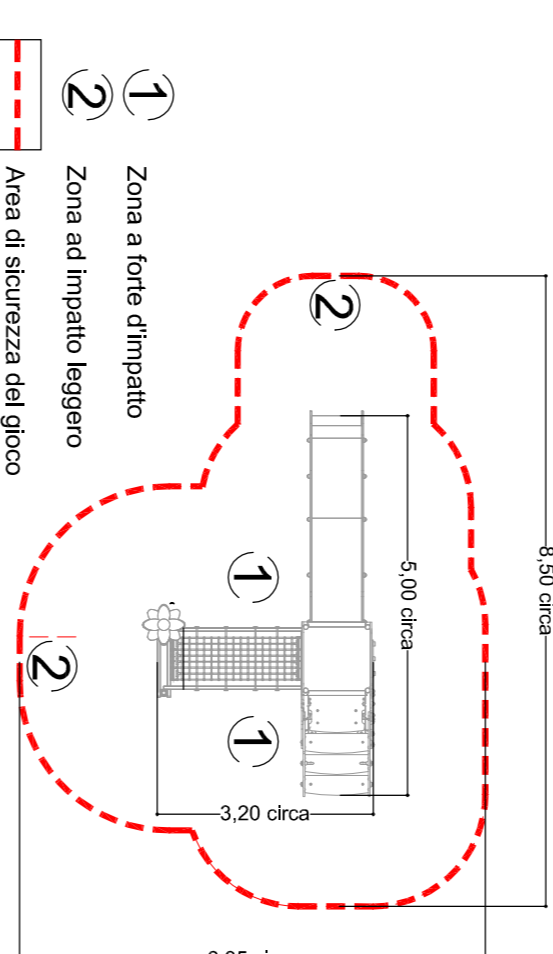 1 Zona a forte d'impatto
2 Zona ad impatto leggero
Area di sicurezza del gioco
2
8,50 circa
5,00 circa
1
2
1
3,20 circa